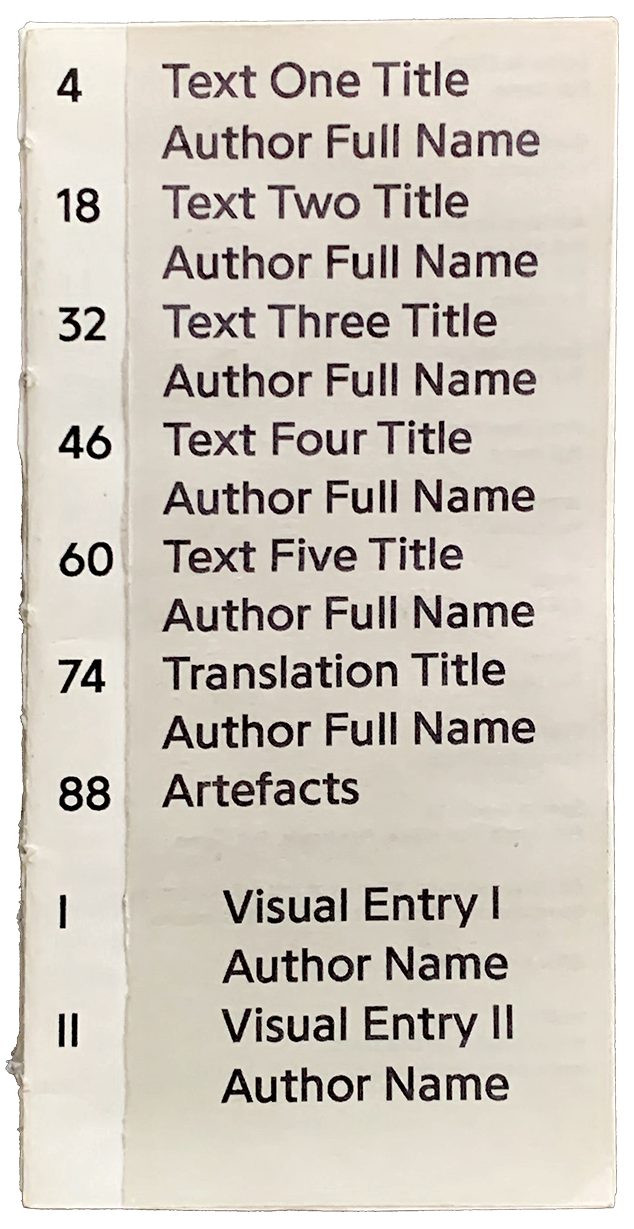 4 Text One Title
Author Full Name
18 Text Two Title
Author Full Name
32 Text Three Title
Author Full Name
46 Text Four Title
Author Full Name
60 Text Five Title
Author Full Name
74 Translation Title
Author Full Name
88 Artefacts
I Visual Entry I
Author Name
II Visual Entry II
Author Name